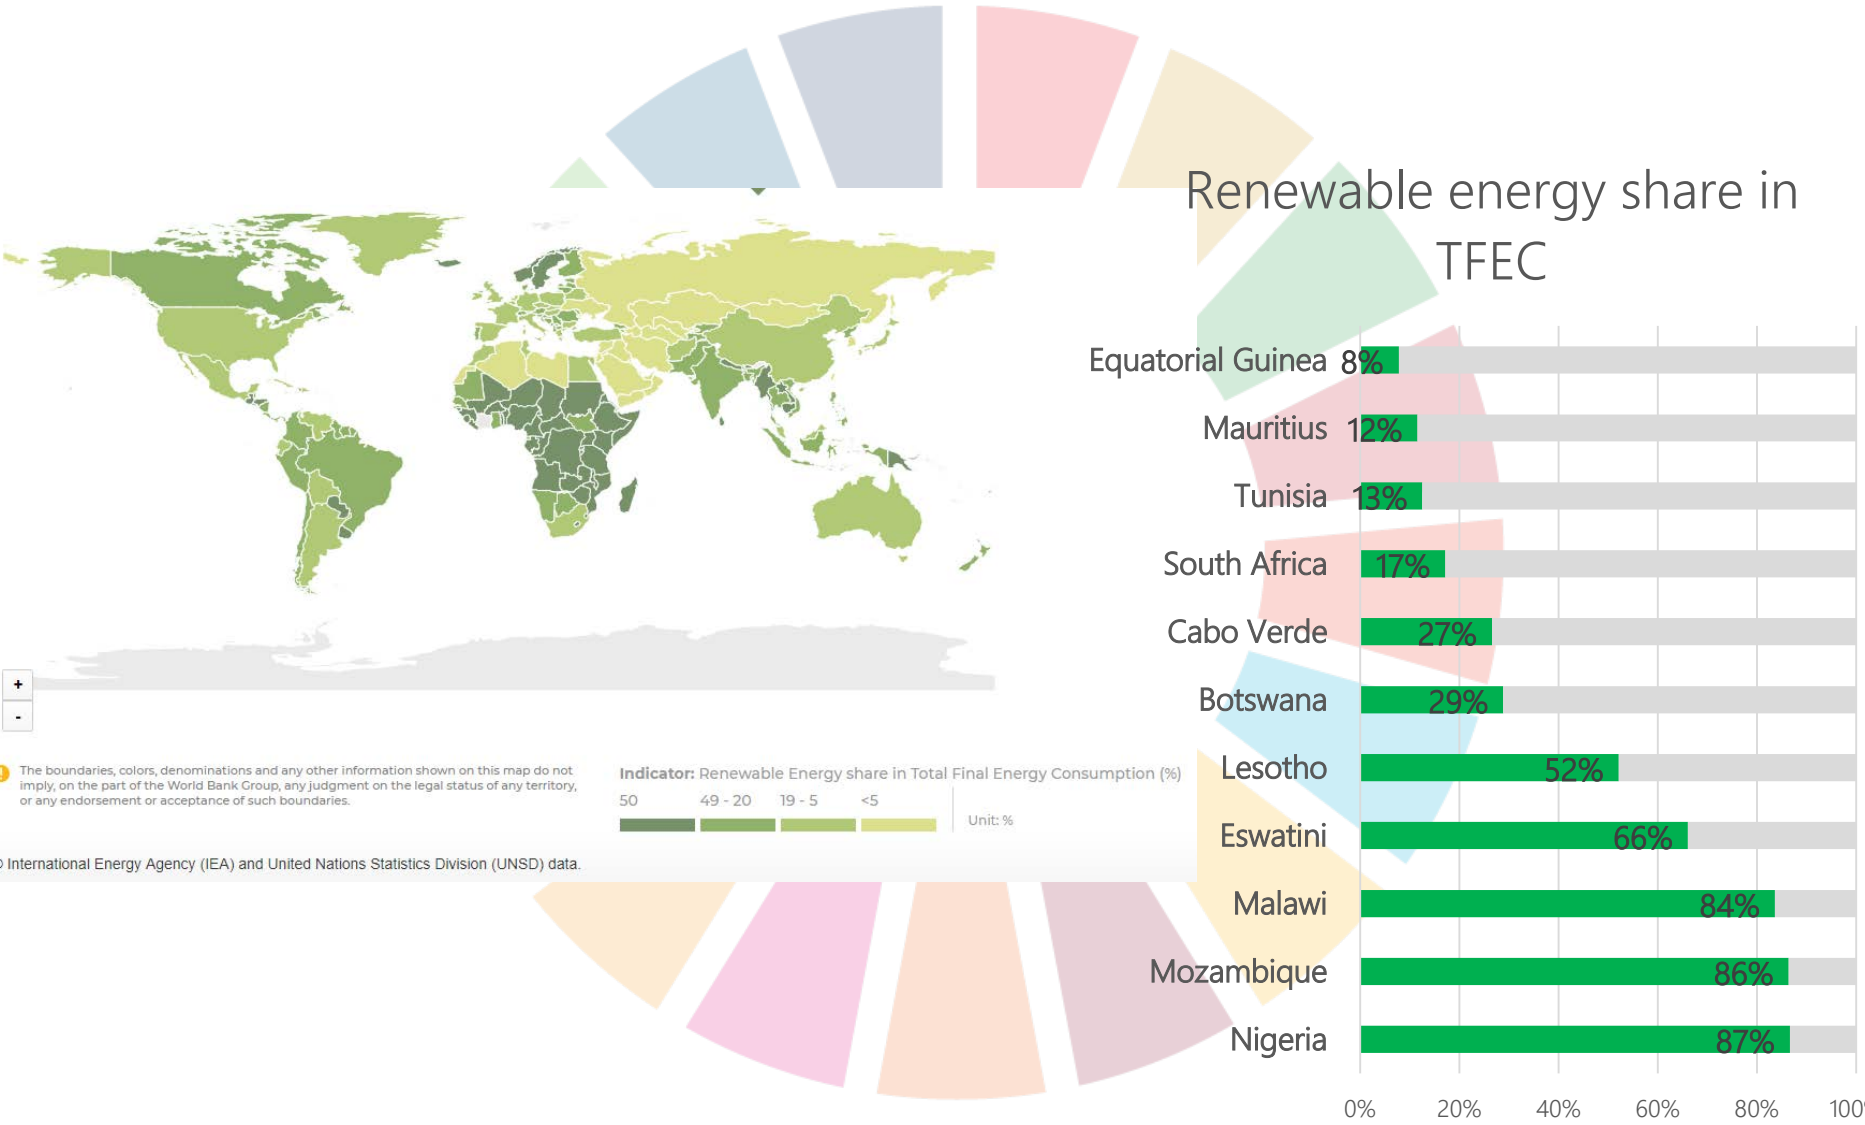 Renewable energy share in
TFEC
Equatorial Guinea 8%
Mauritius 12%
Tunisia 13%
South Africa 17%
Cabo Verde 27%
Botswana 29%
Lesotho 52%
Eswatini 66%
Malawi 84%
Mozambique 86%
Nigeria 87%
0% 20% 40% 60% 80% 100%
+
-
The boundaries, colors, denominations and any other information shown on this map do not
imply, on the part of the World Bank Group, any judgment on the legal status of any territory,
or any endorsement or acceptance of such boundaries.
Indicator: Renewable Energy share in Total Final Energy Consumption (%)
50 49 - 20 19 - 5 <5
Unit: %
© International Energy Agency (IEA) and United Nations Statistics Division (UNSD) data.